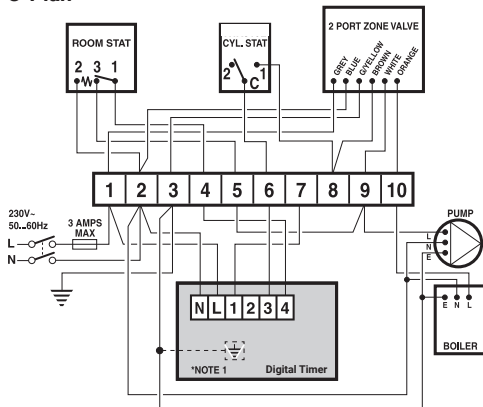 ROOM STAT
2 3 1
CYL. STAT
2 1
C
2 PORT ZONE VALVE
GREY
BLUE
G/YELLOW
BROWN
WHITE
ORANGE
1 2 3 4 5 6 7 8 9 10
230V~
50...60Hz
3 AMPS
MAX
L
N
PUMP
L
N
E
E N L
BOILER
N L 1 2 3 4
*NOTE 1
Digital Timer